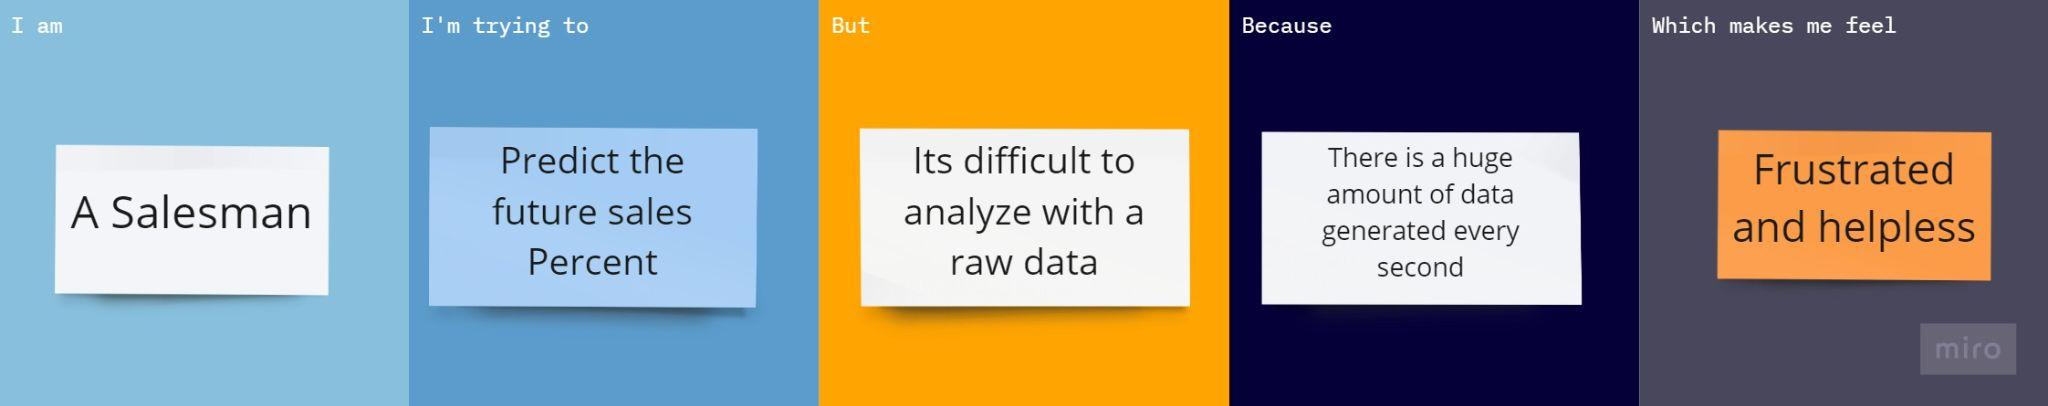 I am
A Salesman
I'm trying to
Predict the
future sales
Percent
But
Its difficult to
analyze with a
raw data
Because
There is a huge
amount of data
generated every
second
Which makes me feel
Frustrated
and helpless
miro